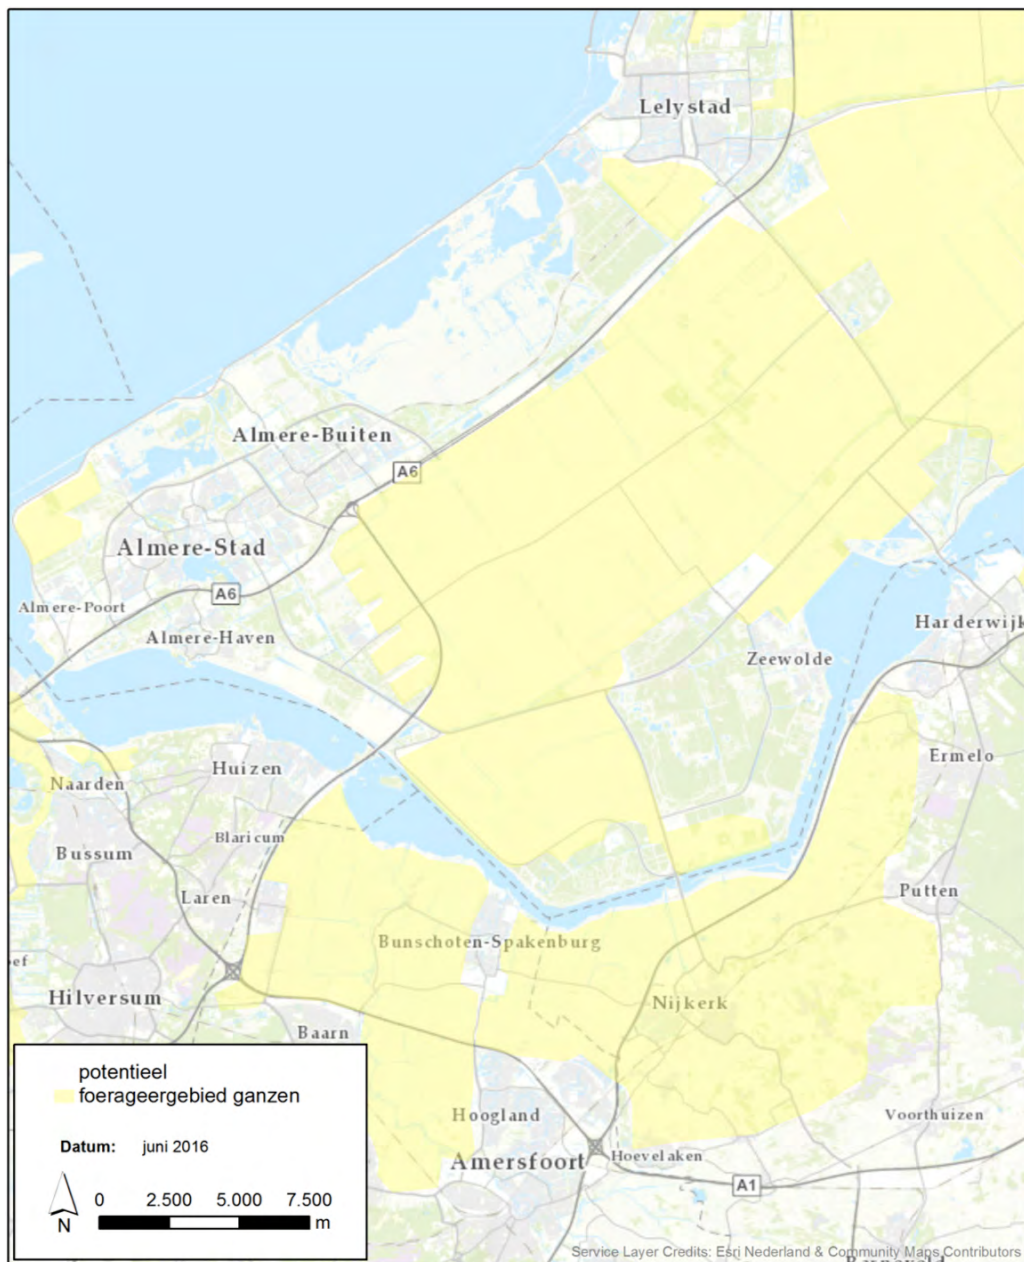 Lelystad
Almere-Buiten
A6
Almere-Stad
A6
Almere-Poort
Almere-Haven
Harderwijk
Zeewolde
Ermelo
Huizen
Naarden
Blaricum
Bussum
Laren
Putten
Bunschoten-Spakenburg
ef
Hilversum
Nijkerk
Baarn
Hoogland
Voorthuizen
Amersfoort
Hoevelaken
A1
potentieel
foerageergebied ganzen
Datum: juni 2016
N
0 2.500 5.000 7.500
m
Service Layer Credits: Esri Nederland & Community Maps Contributors